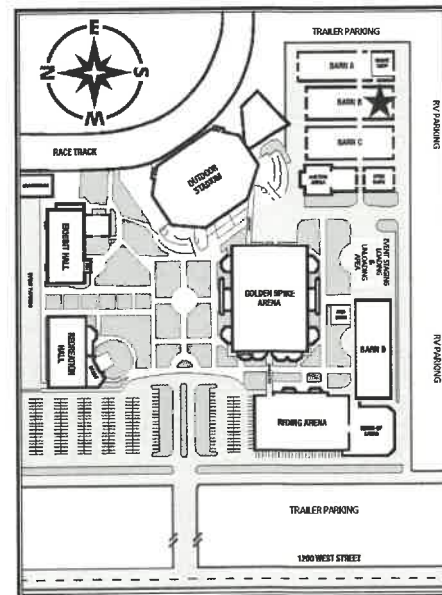 TRAILER PARKING
E
N
S
W
BARN A
BARN B
BARN C
RV PARKING
RACE TRACK
OUTDOOR
STADIUM
EXHIBIT HALL
EVENT STAGING
LOADING
&
UNLOADING
AREA
GOLDEN SPIKE
ARENA
BARN D
RECREATION
HALL
RV PARKING
RIDING ARENA
TRAILER PARKING
1200 WEST STREET